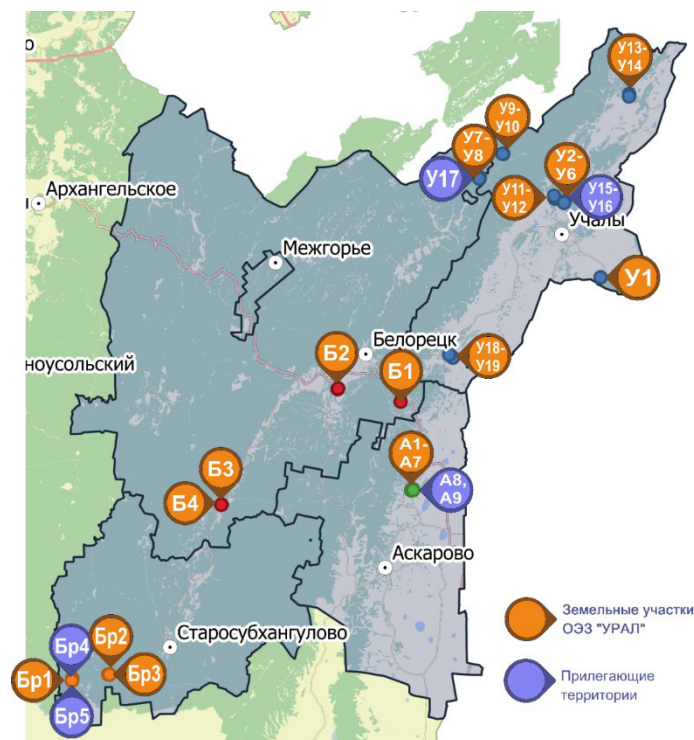 У13-
У14
У9-
У10
У7-
У8
У2-
У6
У17
У11-
У12
У15-
У16
Архангельское
Учалы
Межгорье
У1
Белорецк
Б2
У18-
У19
ноусольский
Б1
А1-
А7
Б3
А8,
А9
Б4
Аскарово
Земельные участки
ОЭЗ "УРАЛ"
Старосубхангулово
Бр4
Бр2
Бр1
Бр3
Прилегающие
территории
Бр5